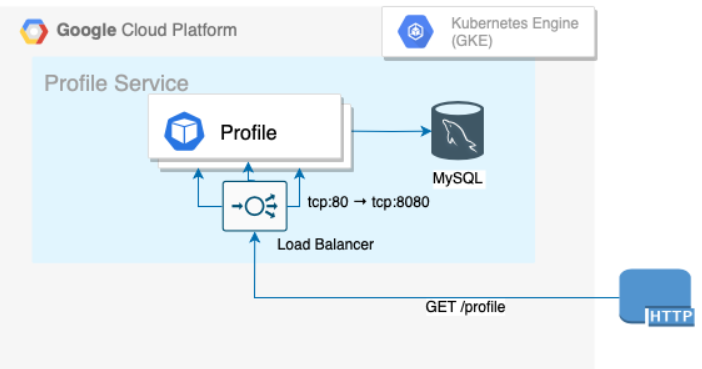 Google Cloud Platform
Kubernetes Engine
(GKE)
Profile Service
Profile
MySQL
tcp:80 → tcp:8080
Load Balancer
GET /profile
HTTP